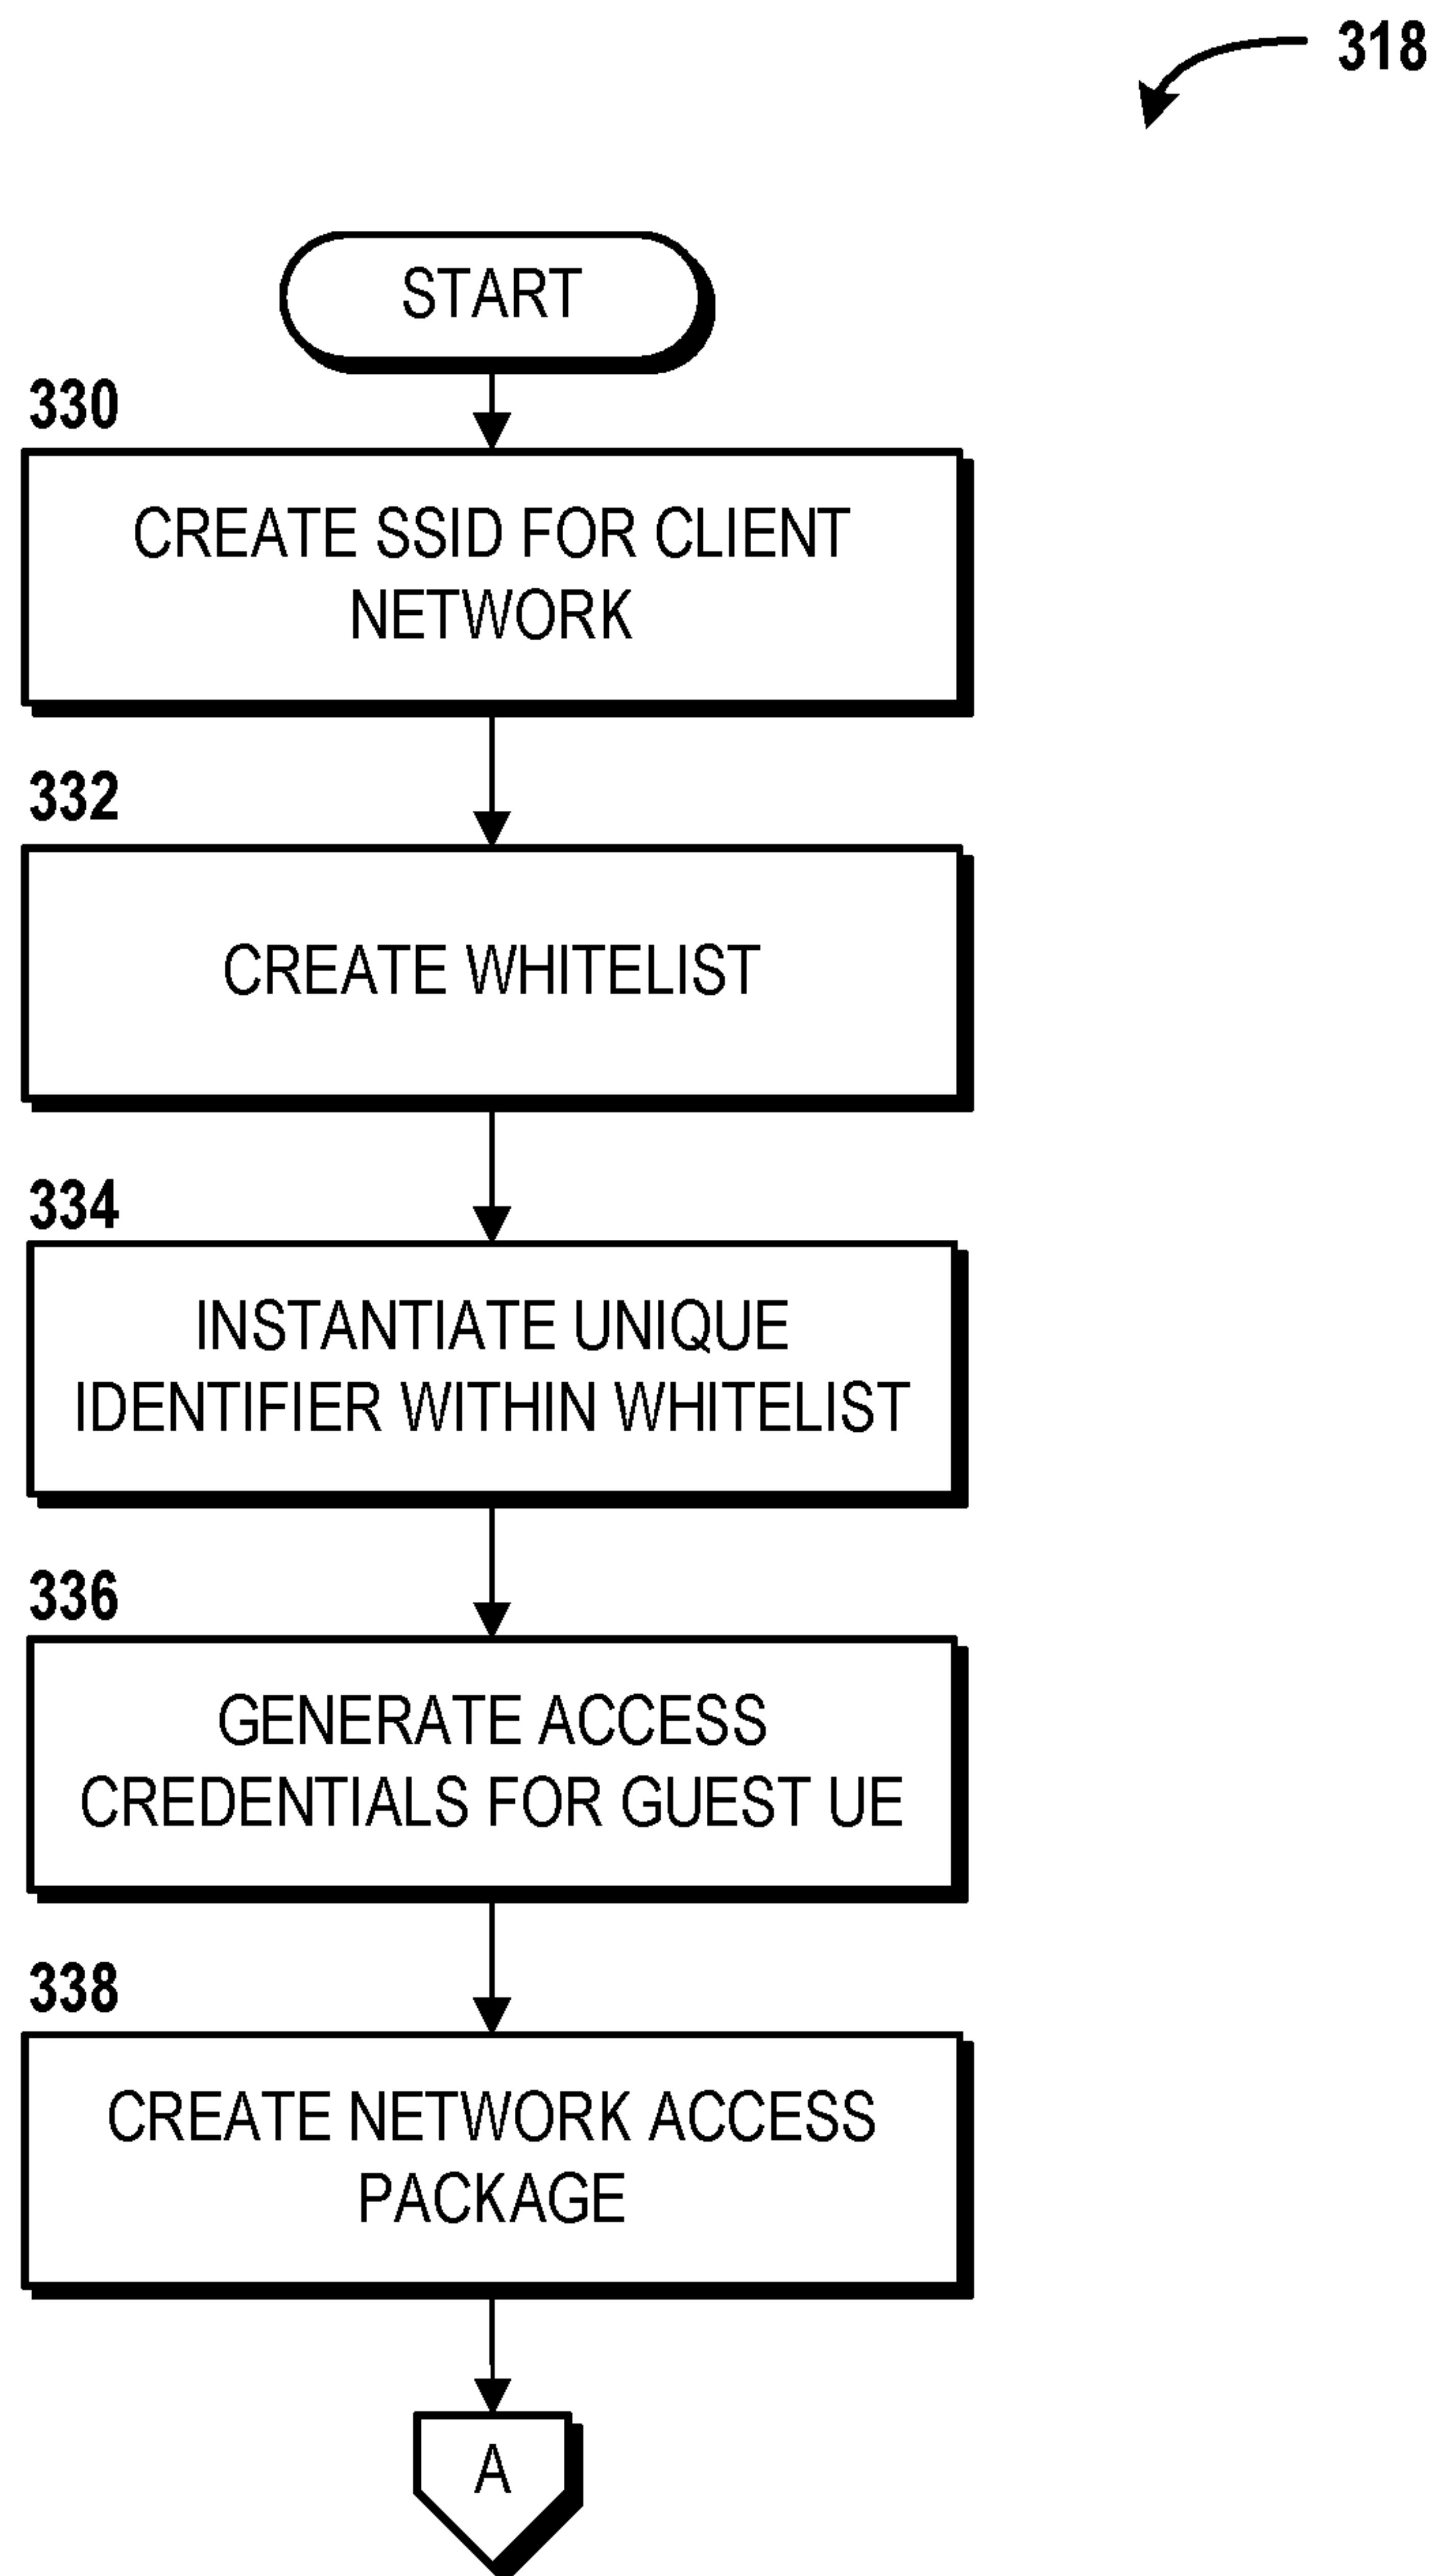 318
START
330
CREATE SSID FOR CLIENT
NETWORK
332
CREATE WHITELIST
334
INSTANTIATE UNIQUE
IDENTIFIER WITHIN WHITELIST
336
GENERATE ACCESS
CREDENTIALS FOR GUEST UE
338
CREATE NETWORK ACCESS
PACKAGE
A